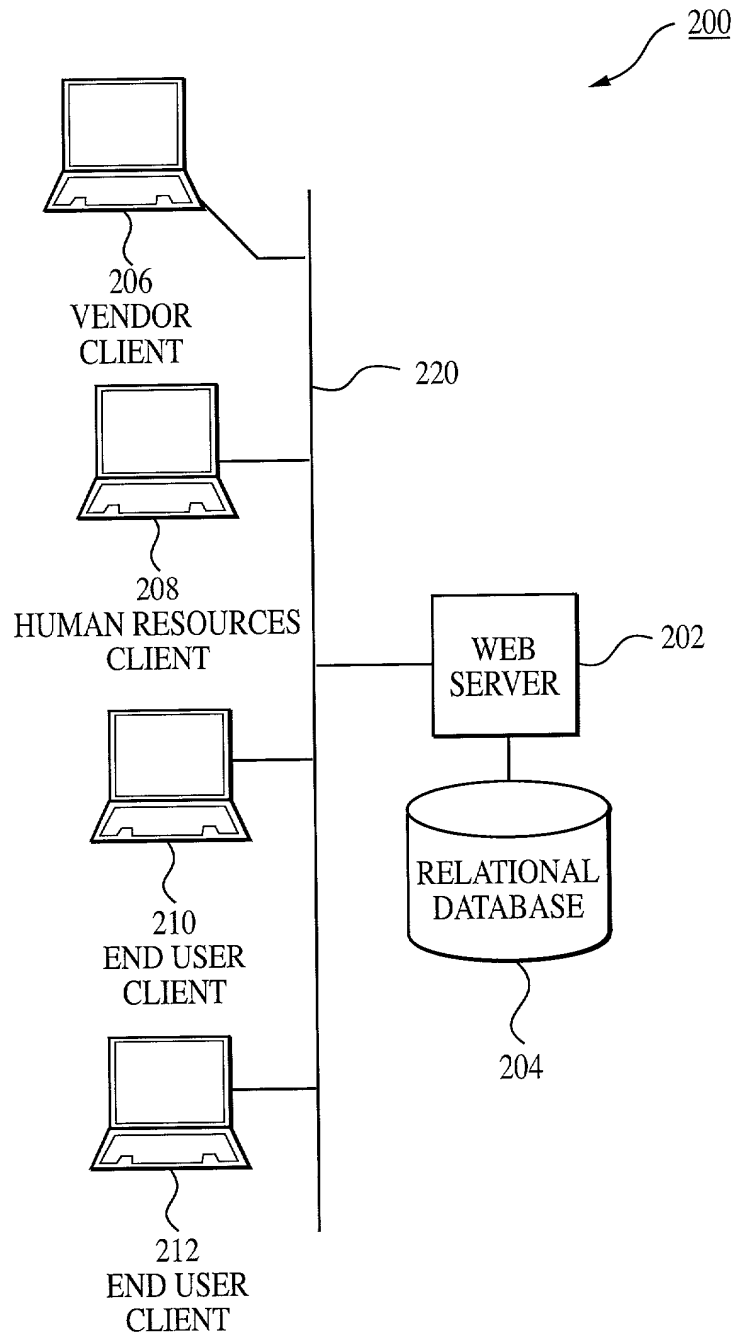 200
206
VENDOR
CLIENT
220
208
HUMAN RESOURCES
CLIENT
WEB
SERVER
202
RELATIONAL
DATABASE
204
210
END USER
CLIENT
212
END USER
CLIENT